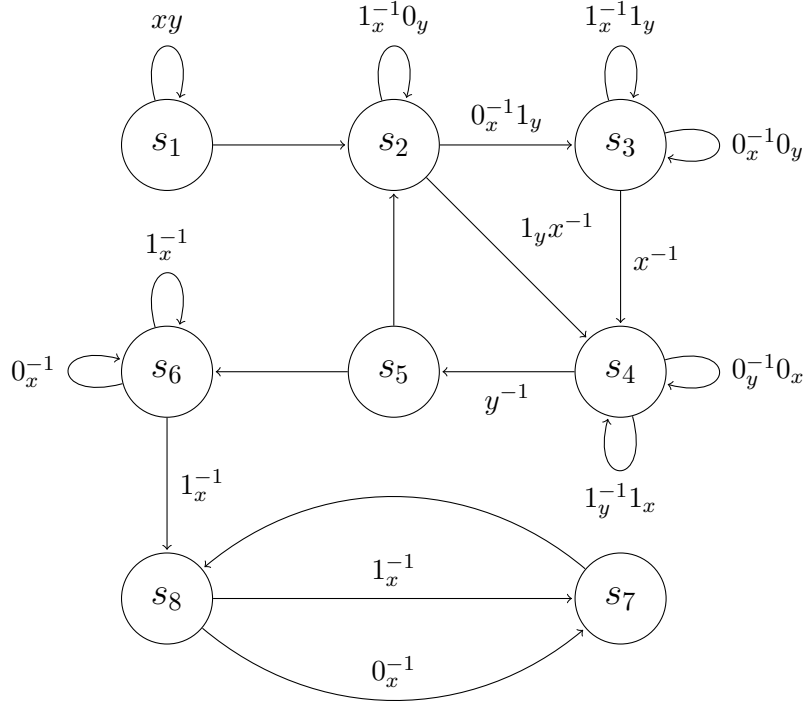 xy
1_x^{-1}0_y
1_x^{-1}1_y
s_1
s_2
0_x^{-1}1_y
s_3
0_x^{-1}0_y
1_yx^{-1}
x^{-1}
1_x^{-1}
0_x^{-1}
s_6
s_5
y^{-1}
s_4
0_y^{-1}0_x
1_x^{-1}
1_y^{-1}1_x
s_8
1_x^{-1}
s_7
0_x^{-1}